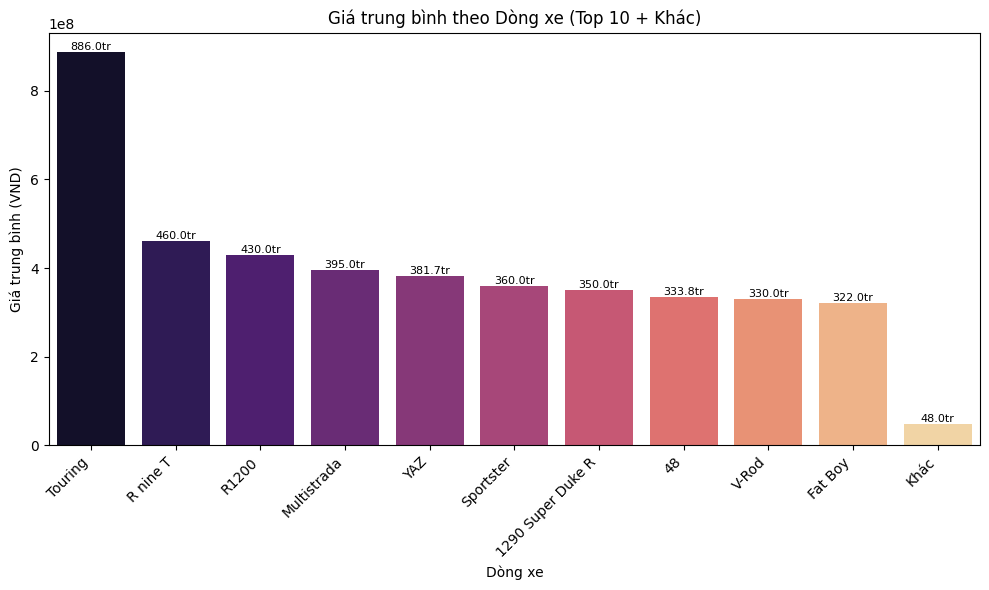 Giá trung bình theo Dòng xe (Top 10 + Khác)
1e8
Giá trung bình (VND)
8
6
4
2
0
886.0tr
460.0tr
430.0tr
395.0tr
381.7tr
360.0tr
350.0tr
333.8tr
330.0tr
322.0tr
48.0tr
Touring
R nine T
R1200
Multistrada
YAZ
Sportster
1290 Super Duke R
48
V-Rod
Fat Boy
Khác
Dòng xe